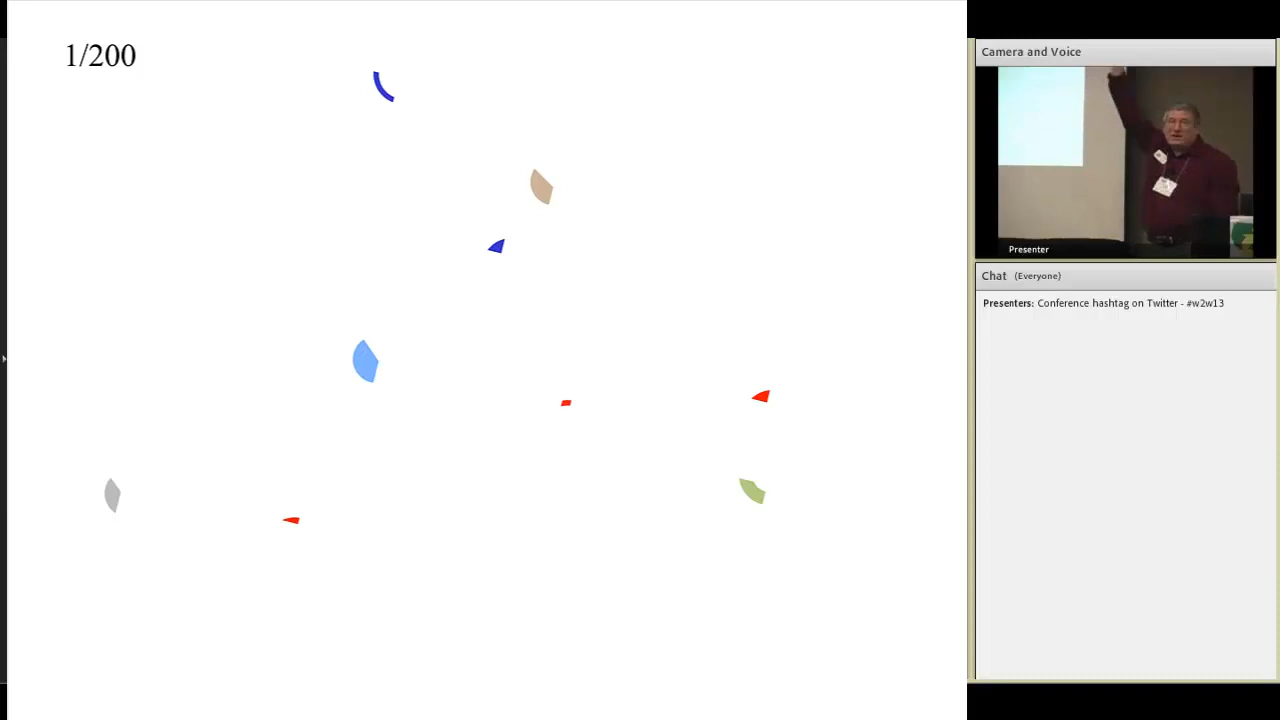 1/200
Camera and Voice
Presenter
Chat (Everyone)
Presenters: Conference hashtag on Twitter - #w2w13